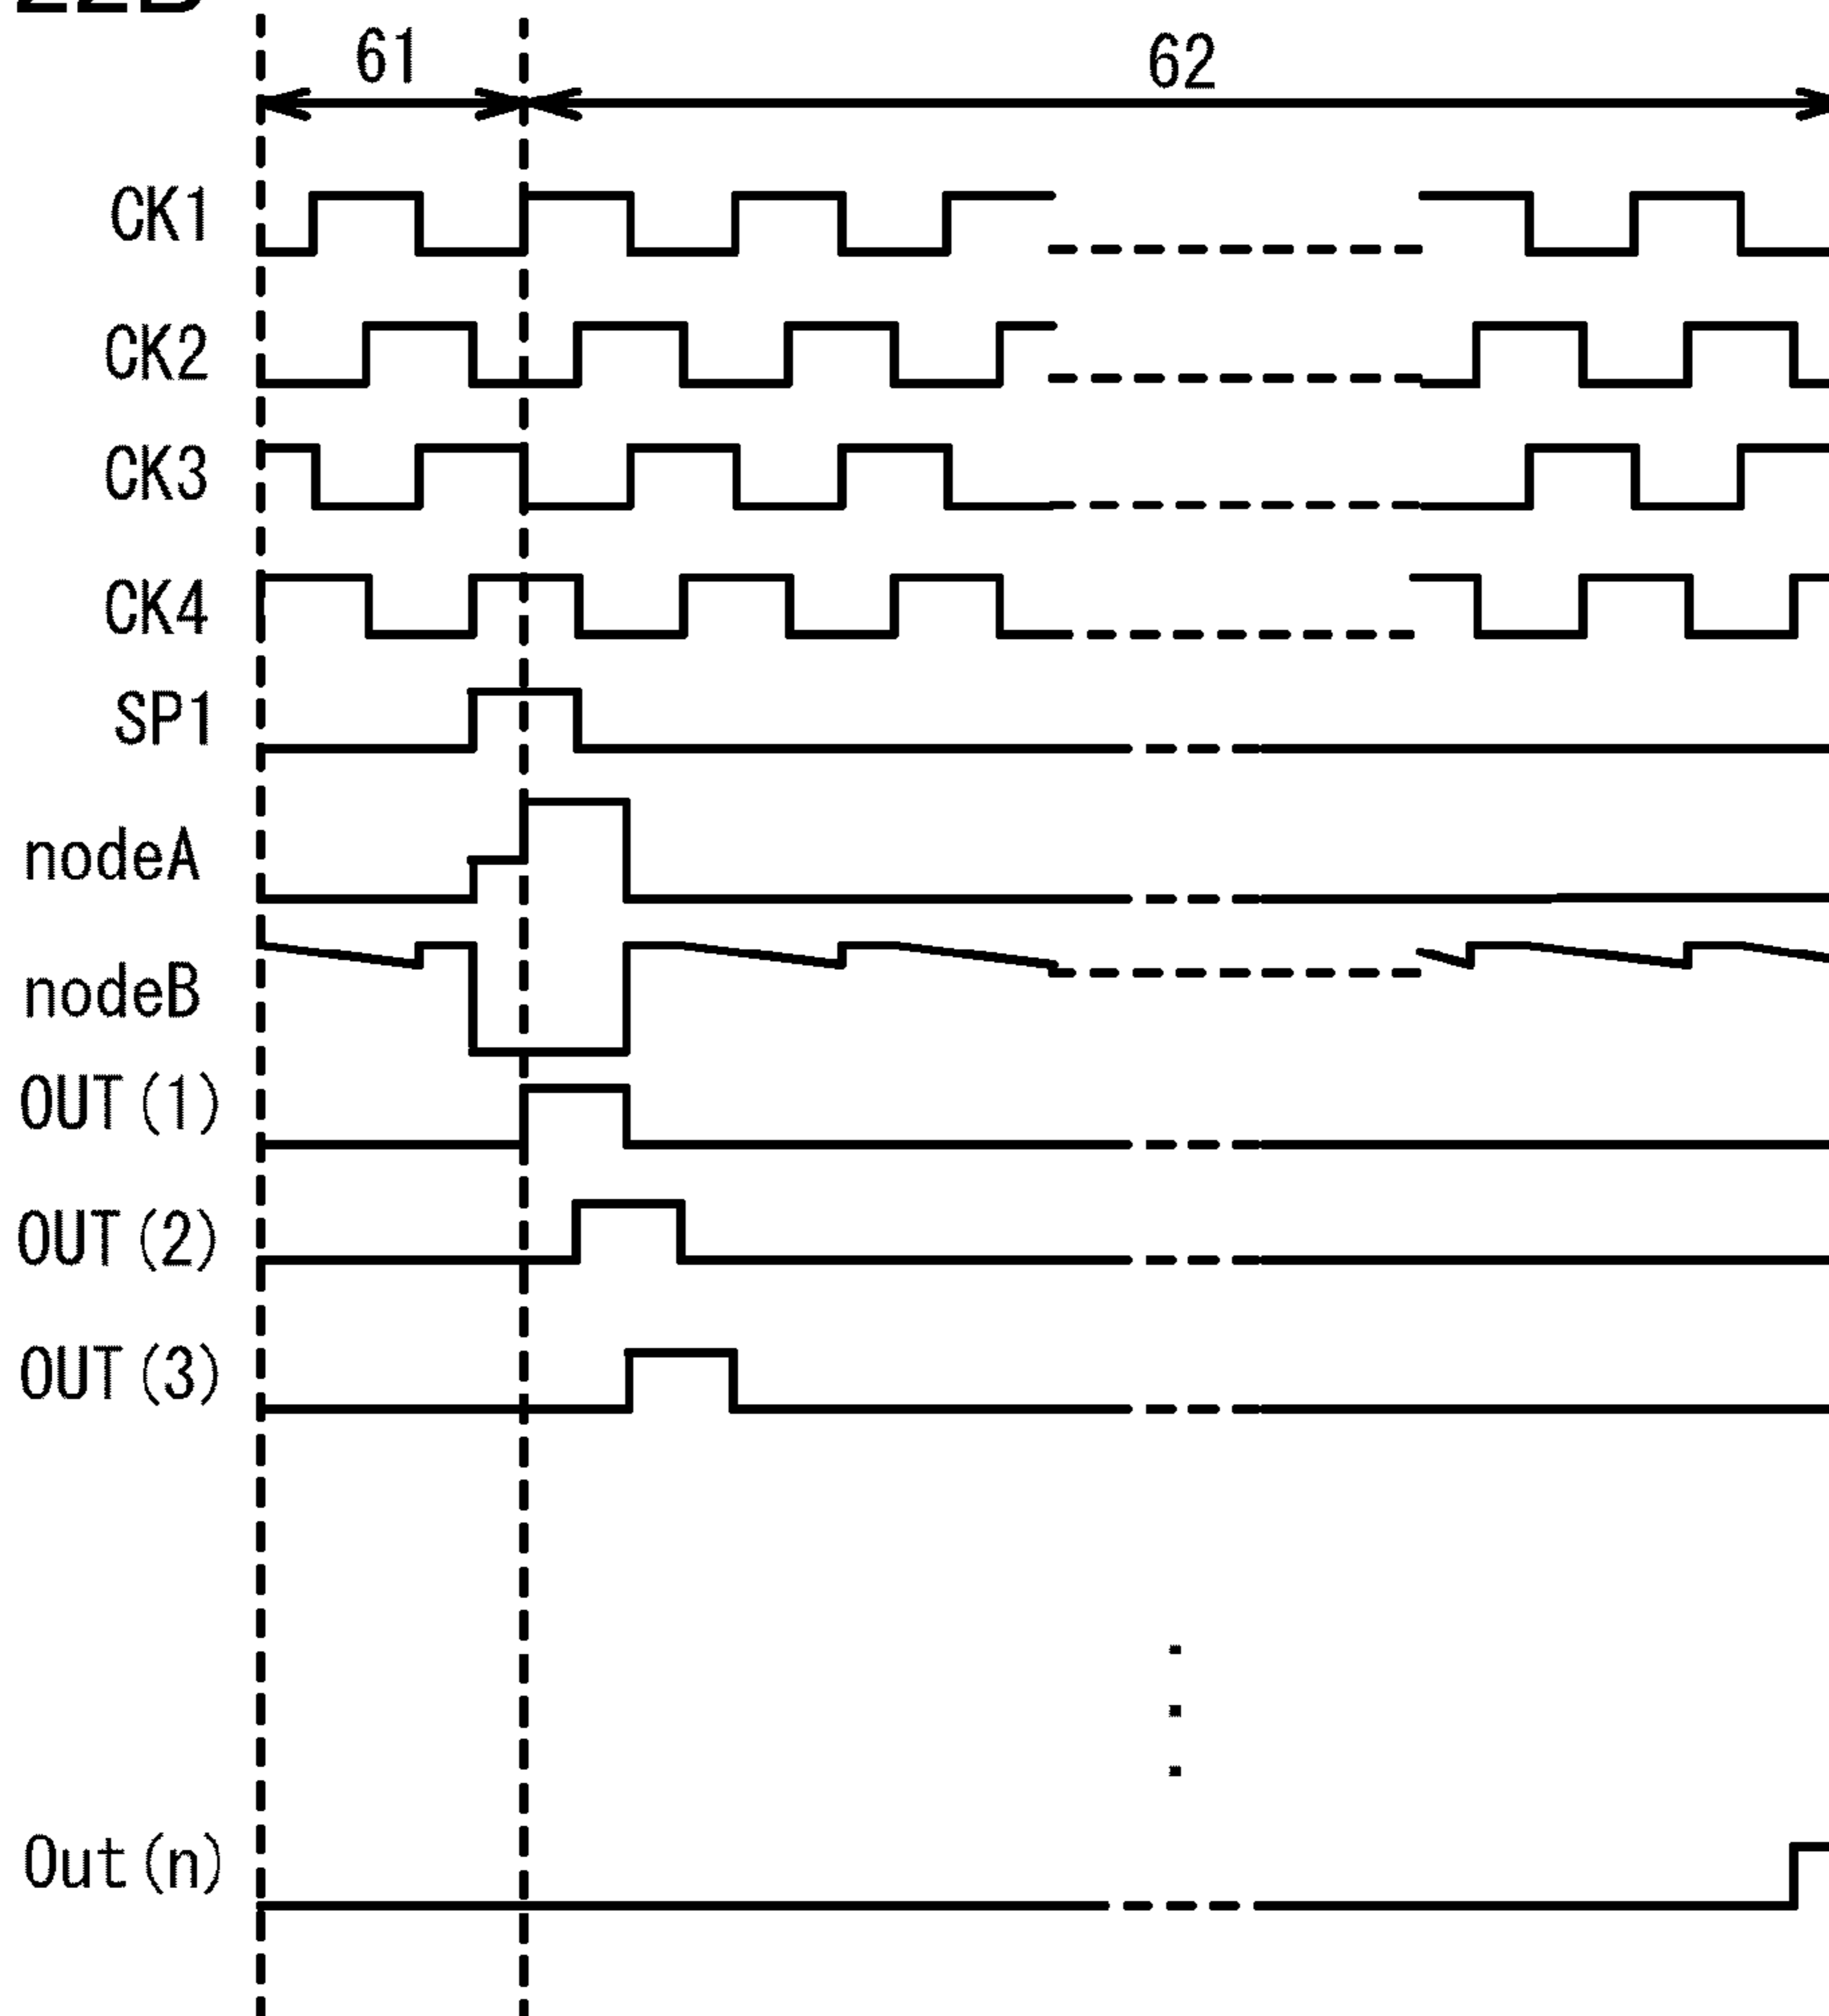 61 62
CK1
CK2
CK3
CK4
SP1
nodeA
nodeB
OUT(1)
OUT(2)
OUT(3)
Out(n)